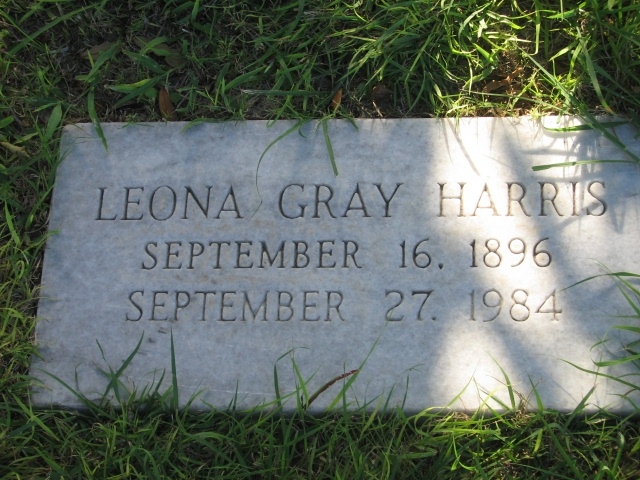 LEONA GRAY HARRIS
SEPTEMBER 16, 1896
SEPTEMBER 27, 1984